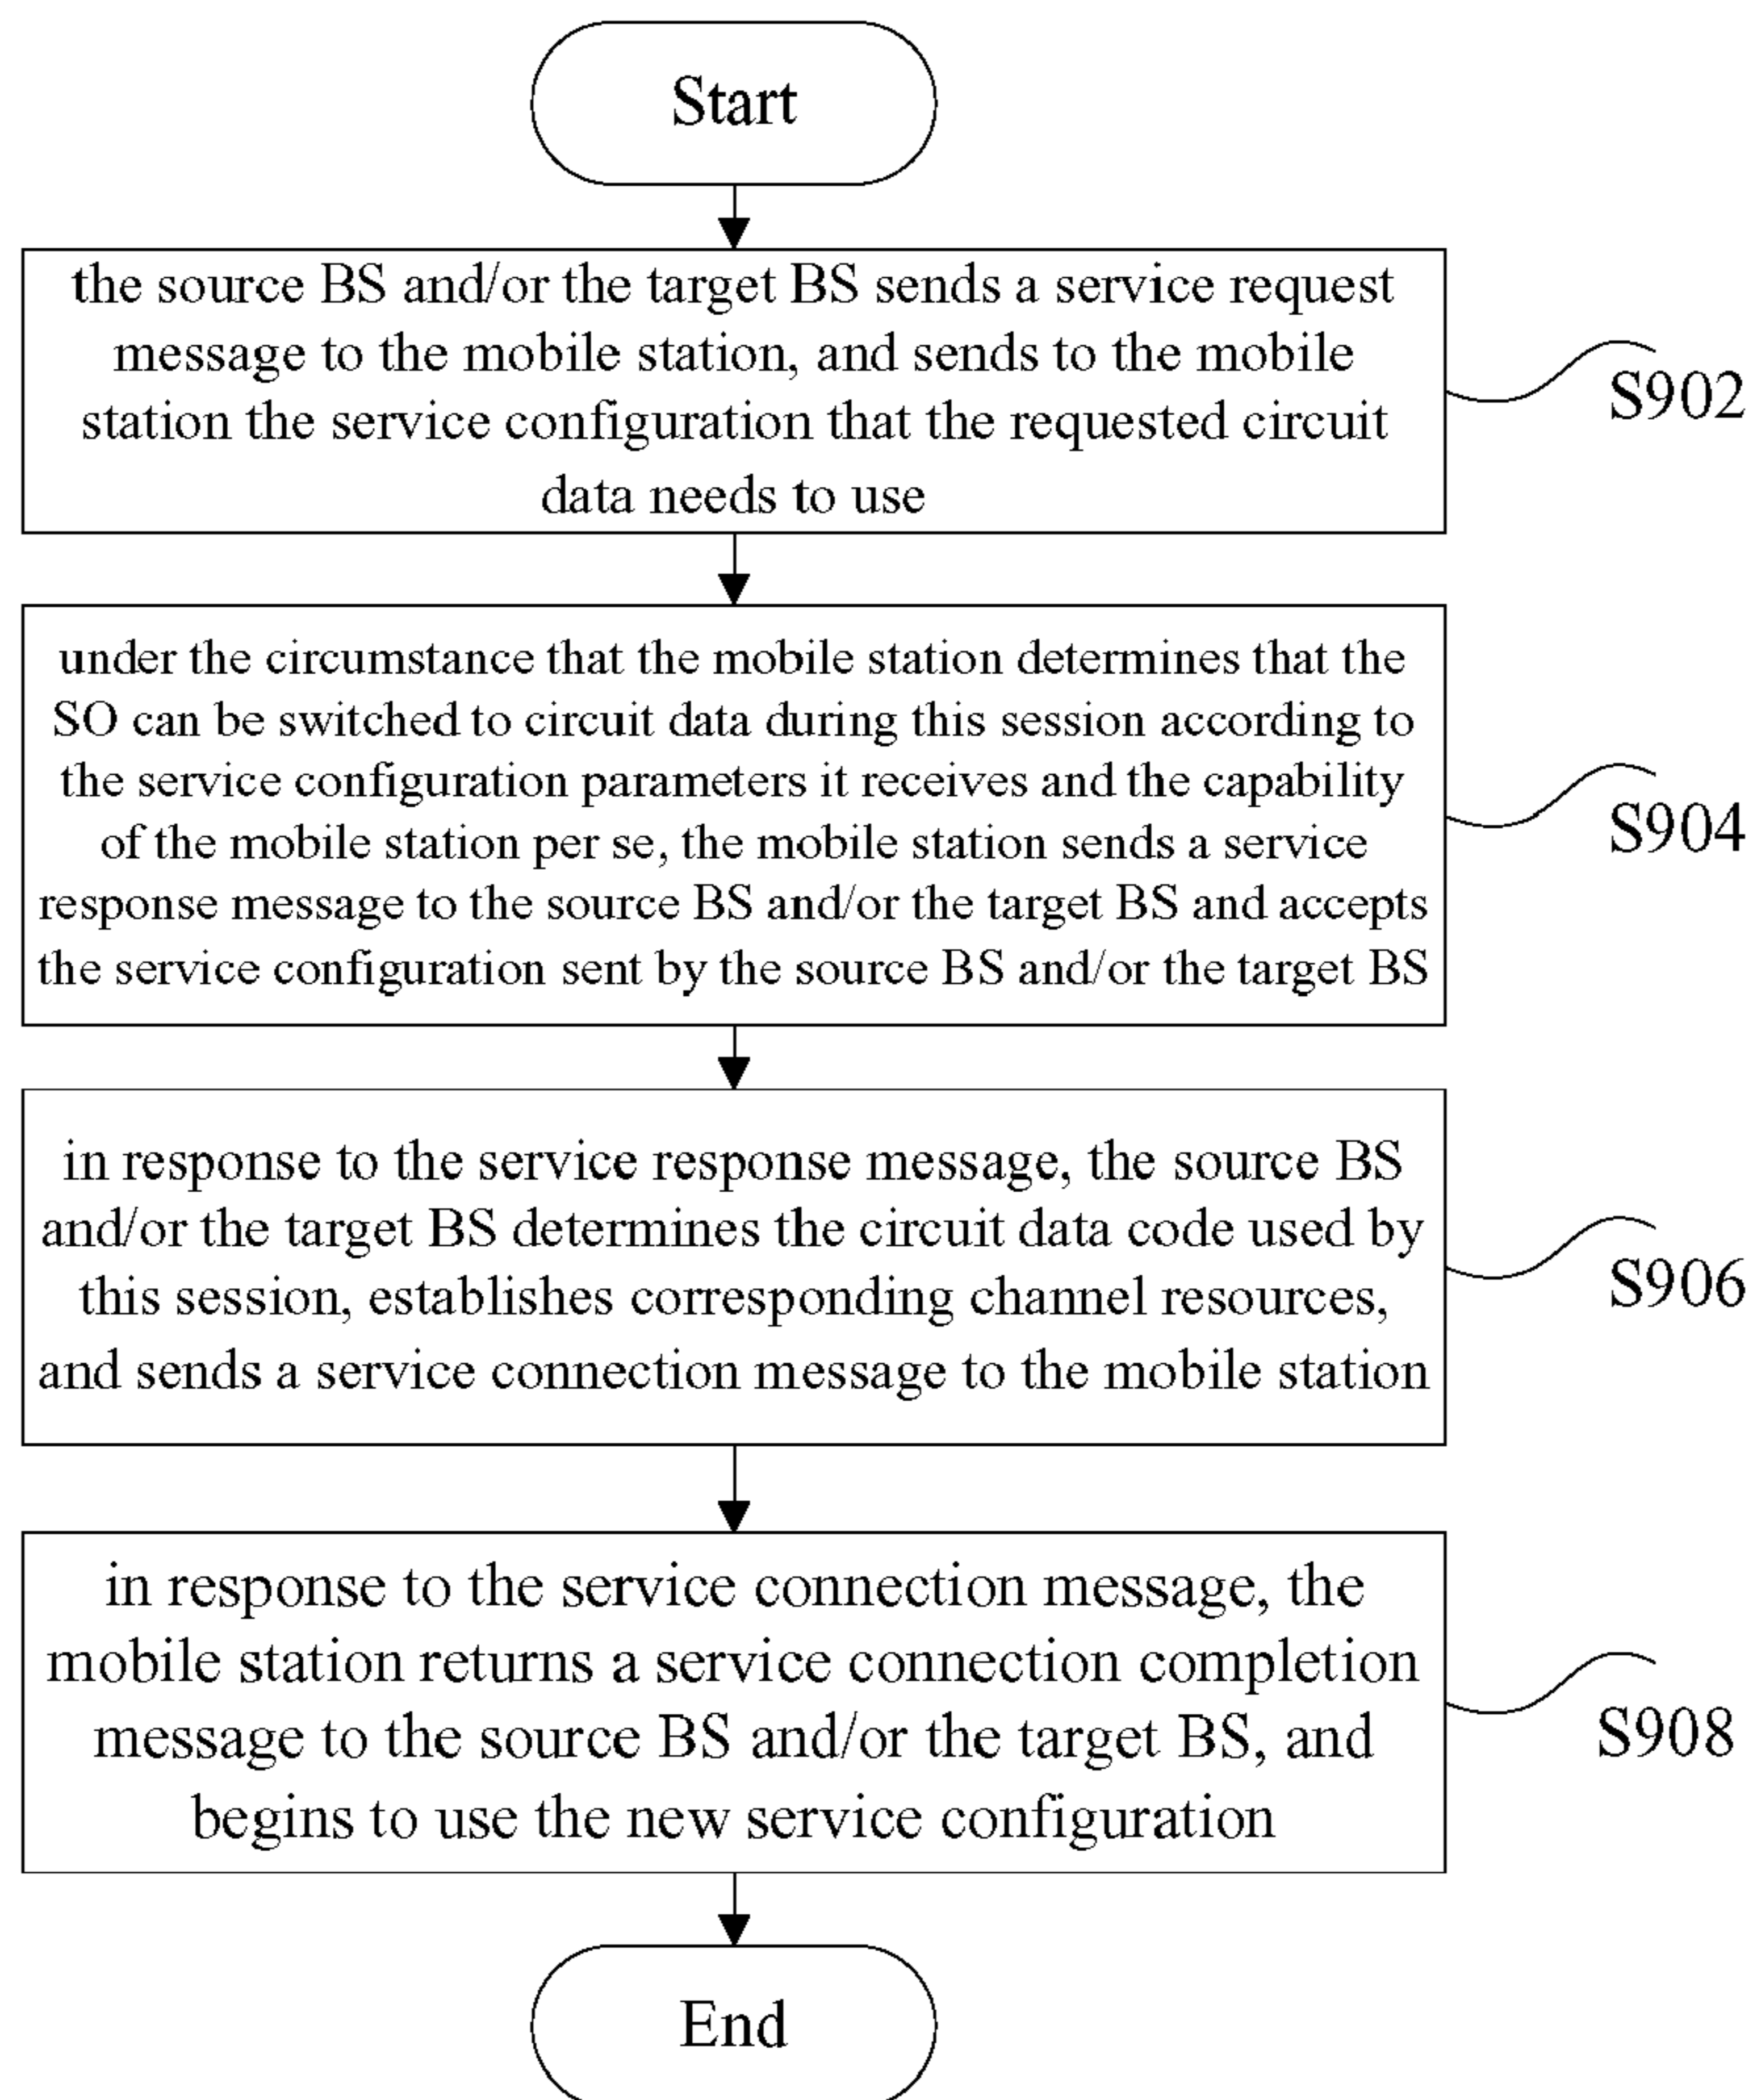 Start
the source BS and/or the target BS sends a service request
message to the mobile station, and sends to the mobile
station the service configuration that the requested circuit
data needs to use
S902
under the circumstance that the mobile station determines that the
SO can be switched to circuit data during this session according to
the service configuration parameters it receives and the capability
of the mobile station per se, the mobile station sends a service
response message to the source BS and/or the target BS and accepts
the service configuration sent by the source BS and/or the target BS
S904
in response to the service response message, the source BS
and/or the target BS determines the circuit data code used by
this session, establishes corresponding channel resources,
and sends a service connection message to the mobile station
S906
in response to the service connection message, the
mobile station returns a service connection completion
message to the source BS and/or the target BS, and
begins to use the new service configuration
S908
End